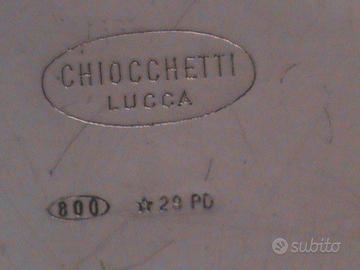 CHIOCCHETTI
LUCCA
800 ☆29 PD
subito